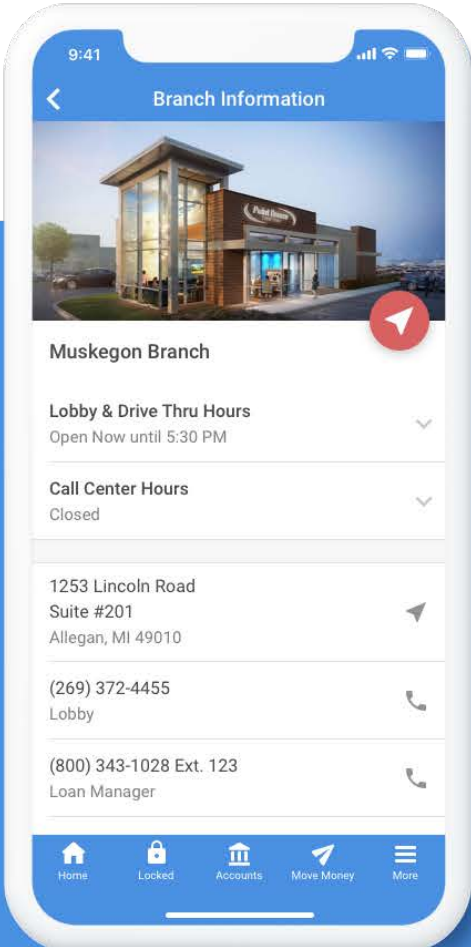 9:41
Branch Information
Muskegon Branch
Lobby & Drive Thru Hours
Open Now until 5:30 PM
Call Center Hours
Closed
1253 Lincoln Road
Suite #201
Allegan, MI 49010
(269) 372-4455
Lobby
(800) 343-1028 Ext. 123
Loan Manager
Home
Locked
Accounts
Move Money
More